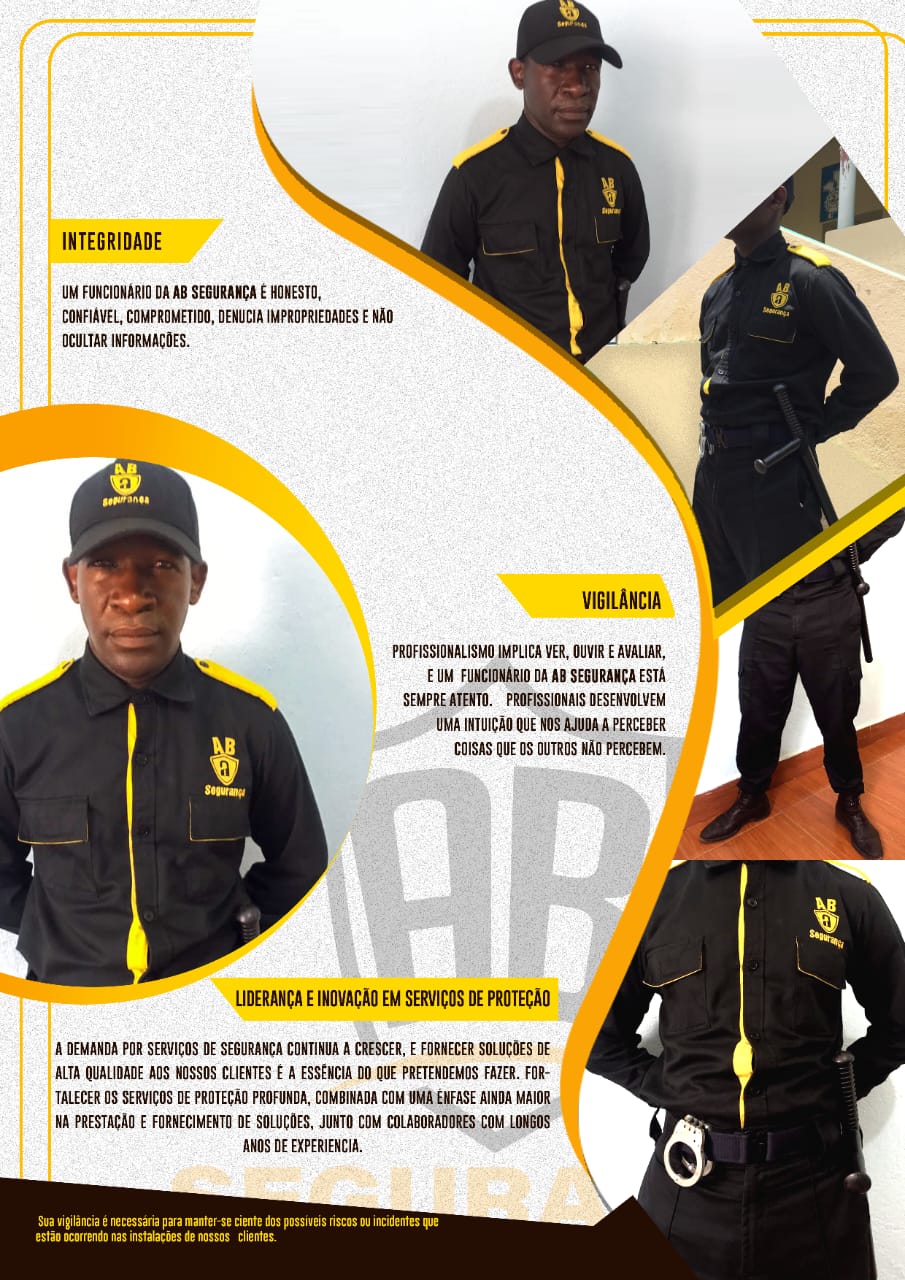 AB
Segurança
AB
a
Segurança
INTEGRIDADE
UM FUNCIONÁRIO DA AB SEGURANÇA É HONESTO,
CONFIÁVEL, COMPROMETIDO, DENUCIA IMPROPRIEDADES E NÃO
OCULTAR INFORMAÇÕES.
AB
a
Segurança
AB
a
Segurança
VIGILÂNCIA
PROFISSIONALISMO IMPLICA VER, OUVIR E AVALIAR,
E UM FUNCIONÁRIO DA AB SEGURANÇA ESTÁ
SEMPRE ATENTO. PROFISSIONAIS DESENVOLVEM
UMA INTUIÇÃO QUE NOS AJUDA A PERCEBER
COISAS QUE OS OUTROS NÃO PERCEBEM.
AB
a
Segurança
AB
AB
a
Segurança
LIDERANÇA E INOVAÇÃO EM SERVIÇOS DE PROTEÇÃO
A DEMANDA POR SERVIÇOS DE SEGURANÇA CONTINUA A CRESCER, E FORNECER SOLUÇÕES DE
ALTA QUALIDADE AOS NOSSOS CLIENTES É A ESSÊNCIA DO QUE PRETENDEMOS FAZER. FOR-
TALECER OS SERVIÇOS DE PROTEÇÃO PROFUNDA, COMBINADA COM UMA ÊNFASE AINDA MAIOR
NA PRESTAÇÃO E FORNECIMENTO DE SOLUÇÕES, JUNTO COM COLABORADORES COM LONGOS
ANOS DE EXPERIENCIA.
SEGURA
Sua vigilância é necessária para manter-se ciente dos possíveis riscos ou incidentes que
estão ocorrendo nas instalações de nossos clientes.